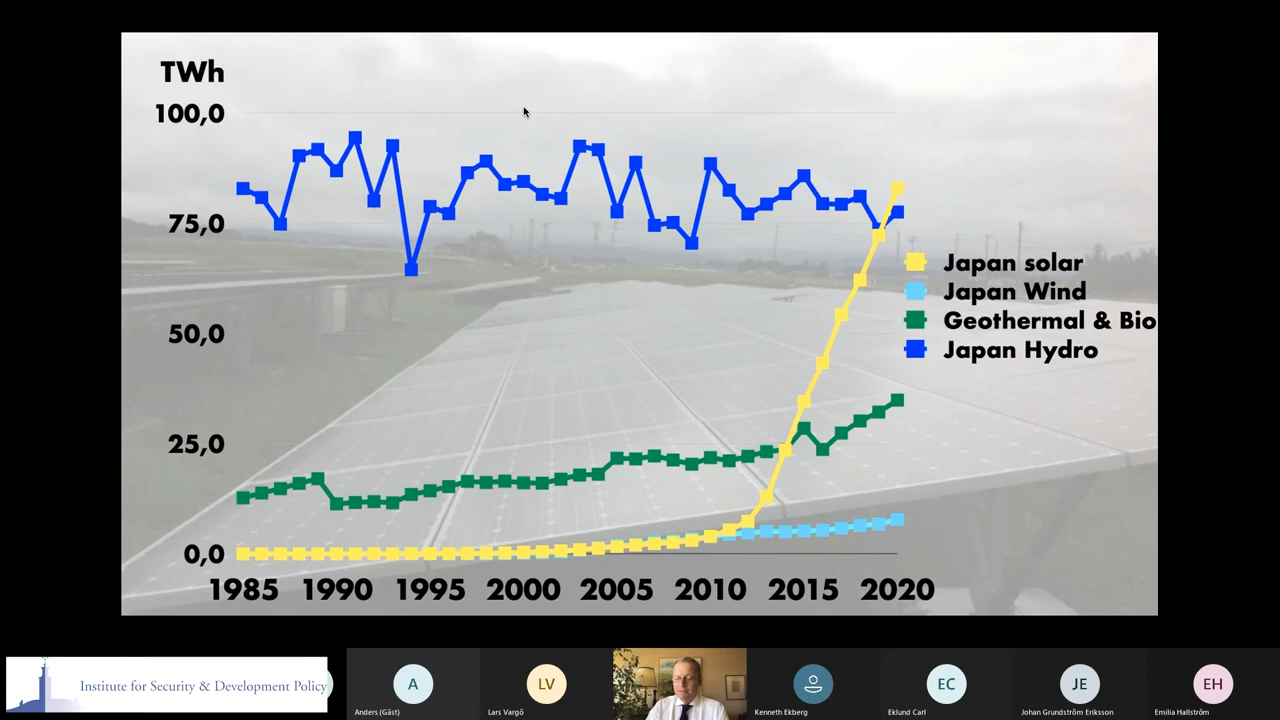 TWh
100,0
75,0
50,0
25,0
0,0
1985 1990 1995 2000 2005 2010 2015 2020
Japan solar
Japan Wind
Geothermal & Bio
Japan Hydro
Institute for Security & Development Policy
A
Anders (Gäst)
LV
Lars Vargö
Kenneth Ekberg
EC
Eklund Carl
JE
Johan Grundström Eriksson
EH
Emilia Hallström